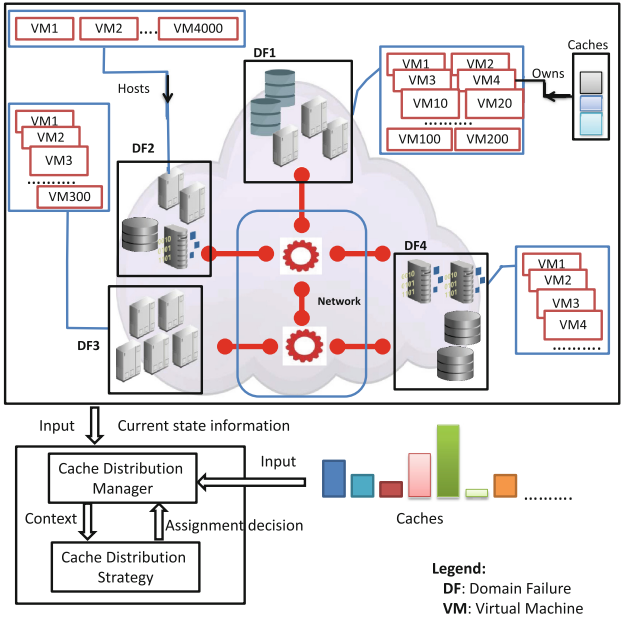 VM1 VM2 .... VM4000
Hosts
DF1
VM1 VM2
VM3 VM4
VM10 VM20
..........
VM100 VM200
Owns
Caches
VM1
VM2
VM3
..........
VM300
DF2
DF3
Network
DF4
VM1
VM2
VM3
VM4
..........
Input Current state information
Cache Distribution
Manager
Input
Context
Assignment decision
Cache Distribution
Strategy
..........
Caches
Legend:
DF: Domain Failure
VM: Virtual Machine